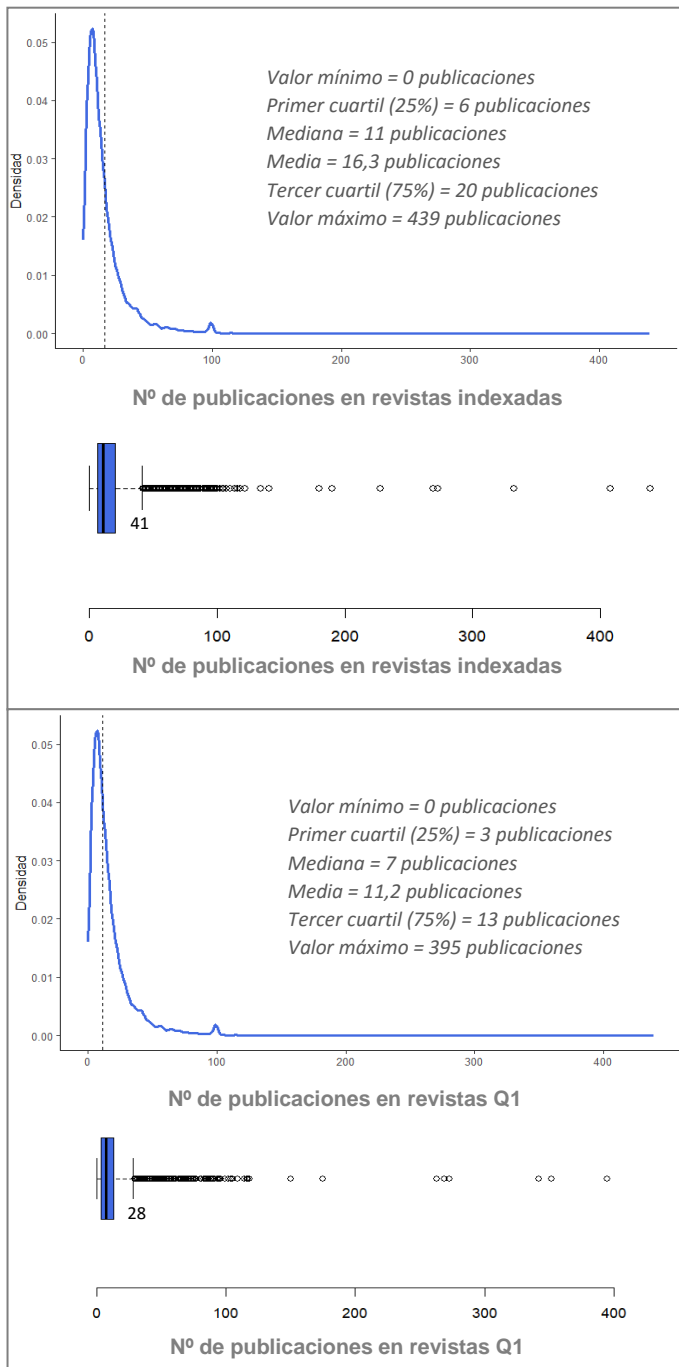 0.05
Valor mínimo = 0 publicaciones
Primer cuartil (25%) = 6 publicaciones
0.04
Mediana = 11 publicaciones
Media = 16,3 publicaciones
0.03
Tercer cuartil (75%) = 20 publicaciones
Valor máximo = 439 publicaciones
Densidad
0.02
0.01
0.00
0 100 200 300 400
Nº de publicaciones en revistas indexadas
41
0 100 200 300 400
Nº de publicaciones en revistas indexadas
0.05
0.04
Valor mínimo = 0 publicaciones
Primer cuartil (25%) = 3 publicaciones
0.03
Mediana = 7 publicaciones
Media = 11,2 publicaciones
Tercer cuartil (75%) = 13 publicaciones
Valor máximo = 395 publicaciones
Densidad
0.02
0.01
0.00
0 100 200 300 400
Nº de publicaciones en revistas Q1
28
0 100 200 300 400
Nº de publicaciones en revistas Q1